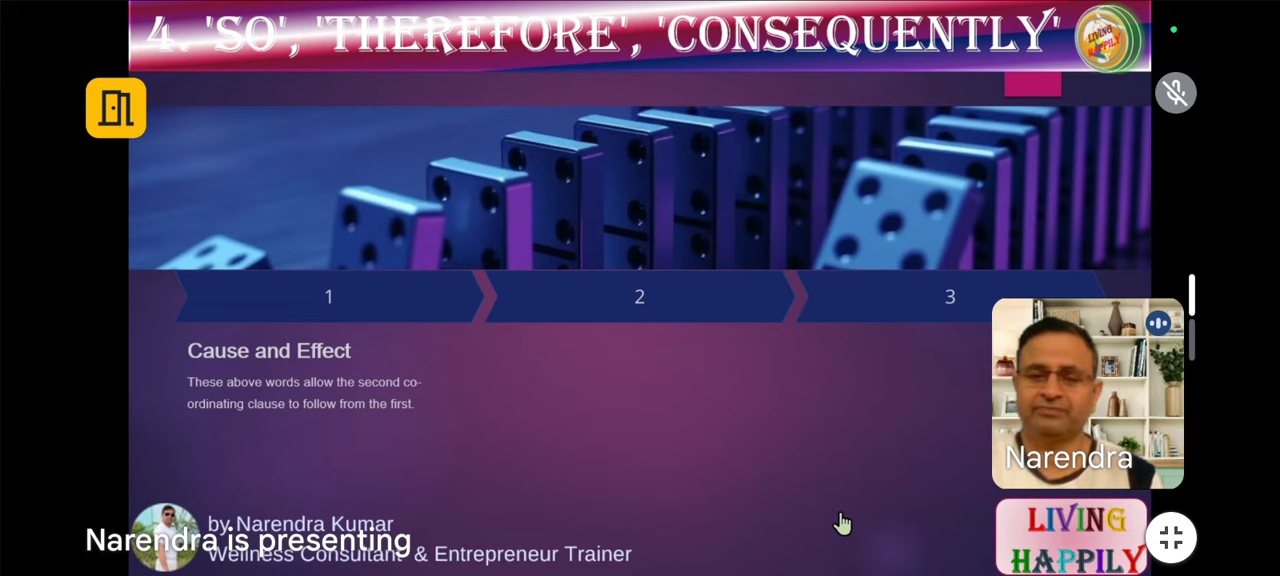 4. 'SO', 'THEREFORE', 'CONSEQUENTLY'
LIVING
HAPPILY
1
2
3
Cause and Effect
These above words allow the second co-
ordinating clause to follow from the first.
Narendra
by Narendra Kumar
Narendra is presenting
Wellness Consultant & Entrepreneur Trainer
LIVING
HAPPILY